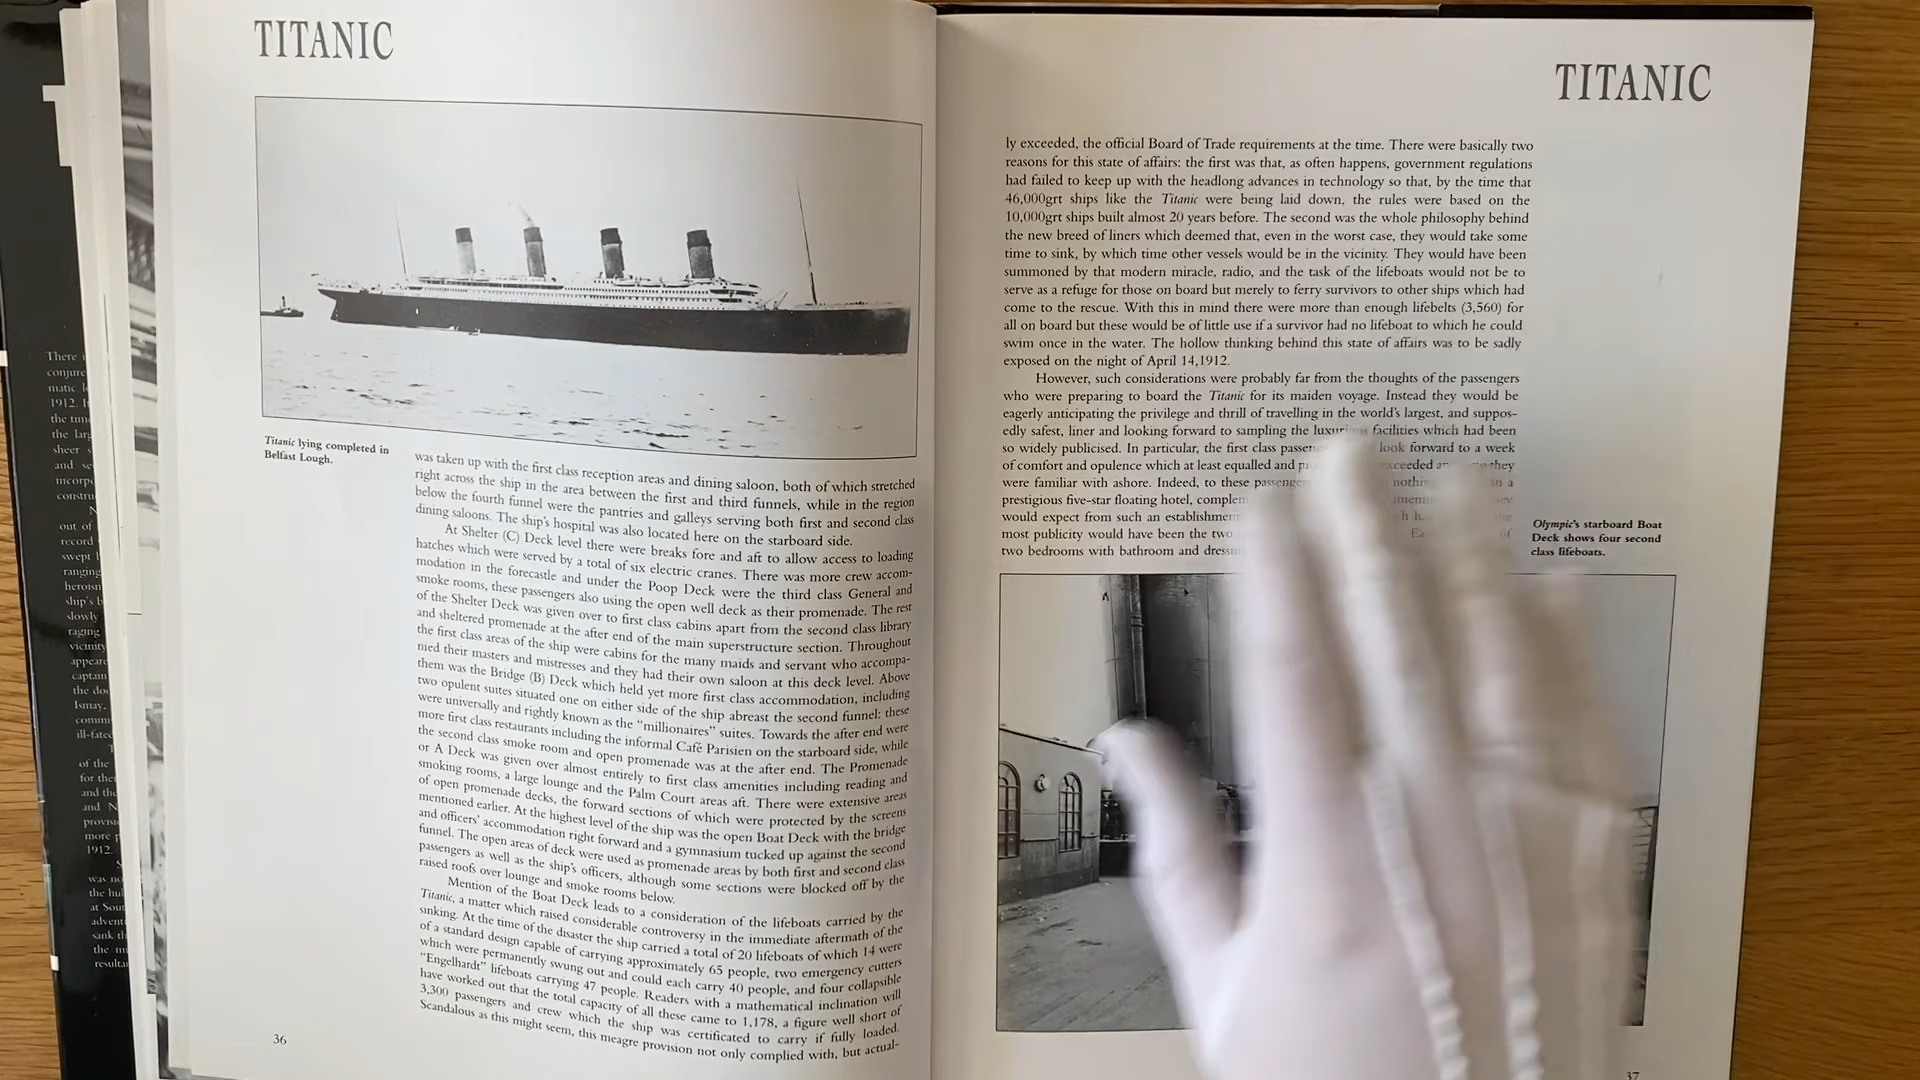 TITANIC
Titanic lying completed in
Belfast Lough.
was taken up with the first class reception areas and dining saloon, both of which stretched
right across the ship in the area between the first and third funnels, while in the region
below the fourth funnel were the pantries and galleys serving both first and second class
dining saloons. The ship's hospital was also located here on the starboard side.
At Shelter (C) Deck level there were breaks fore and aft to allow access to loading
hatches which were served by a total of six electric cranes. There was more crew accom-
modation in the forecastle and under the Poop Deck were the third class General and
smoke rooms, these passengers also using the open well deck as their promenade. The rest
of the Shelter Deck was given over to first class cabins apart from the second class library
and sheltered promenade at the after end of the main superstructure section. Throughout
the first class areas of the ship were cabins for the many maids and servant who accompa-
nied their masters and mistresses and they had their own saloon at this deck level. Above
them was the Bridge (B) Deck which held yet more first class accommodation, including
two opulent suites situated one on either side of the ship abreast the second funnel: these
were universally and rightly known as the "millionaires" suites. Towards the after end were
more first class restaurants including the informal Café Parisien on the starboard side, while
the second class smoke room and open promenade was at the after end. The Promenade
or A Deck was given over almost entirely to first class amenities including reading and
smoking rooms, a large lounge and the Palm Court areas aft. There were extensive areas
of open promenade decks, the forward sections of which were protected by the screens
mentioned earlier. At the highest level of the ship was the open Boat Deck with the bridge
and officers' accommodation right forward and a gymnasium tucked up against the second
funnel. The open areas of deck were used as promenade areas by both first and second class
passengers as well as the ship's officers, although some sections were blocked off by the
raised roofs over lounge and smoke rooms below.
Mention of the Boat Deck leads to a consideration of the lifeboats carried by the
Titanic, a matter which raised considerable controversy in the immediate aftermath of the
sinking. At the time of the disaster the ship carried a total of 20 lifeboats of which 14 were
of a standard design capable of carrying approximately 65 people, two emergency cutters
which were permanently swung out and could each carry 40 people, and four collapsible
"Engelhardt" lifeboats carrying 47 people. Readers with a mathematical inclination will
have worked out that the total capacity of all these came to 1,178, a figure well short of
3,300 passengers and crew which the ship was certificated to carry if fully loaded.
Scandalous as this might seem, this meagre provision not only complied with, but actual-
36
TITANIC
ly exceeded, the official Board of Trade requirements at the time. There were basically two
reasons for this state of affairs: the first was that, as often happens, government regulations
had failed to keep up with the headlong advances in technology so that, by the time that
46,000grt ships like the Titanic were being laid down, the rules were based on the
10,000grt ships built almost 20 years before. The second was the whole philosophy behind
the new breed of liners which deemed that, even in the worst case, they would take some
time to sink, by which time other vessels would be in the vicinity. They would have been
summoned by that modern miracle, radio, and the task of the lifeboats would not be to
serve as a refuge for those on board but merely to ferry survivors to other ships which had
come to the rescue. With this in mind there were more than enough lifebelts (3,560) for
all on board but these would be of little use if a survivor had no lifeboat to which he could
swim once in the water. The hollow thinking behind this state of affairs was to be sadly
exposed on the night of April 14,1912.
However, such considerations were probably far from the thoughts of the passengers
who were preparing to board the Titanic for its maiden voyage. Instead they would be
eagerly anticipating the privilege and thrill of travelling in the world's largest, and suppos-
edly safest, liner and looking forward to sampling the luxurious facilities which had been
so widely publicised. In particular, the first class look forward to a week
of comfort and opulence which at least equalled and exceeded they
were familiar with ashore. Indeed, to these a
prestigious five-star floating hotel,
would expect from such an
most publicity would have been the two of
two bedrooms with bathroom and
Olympic's starboard Boat
Deck shows four second
class lifeboats.
37
There
conjure
1912.
the time
the
sheer
and
out of
record
swept
ranging
ship's
slowly
raging
vicinity
captain
the
Ismay,
of the
and the
and
more
1912.
was
the
at
sank
the